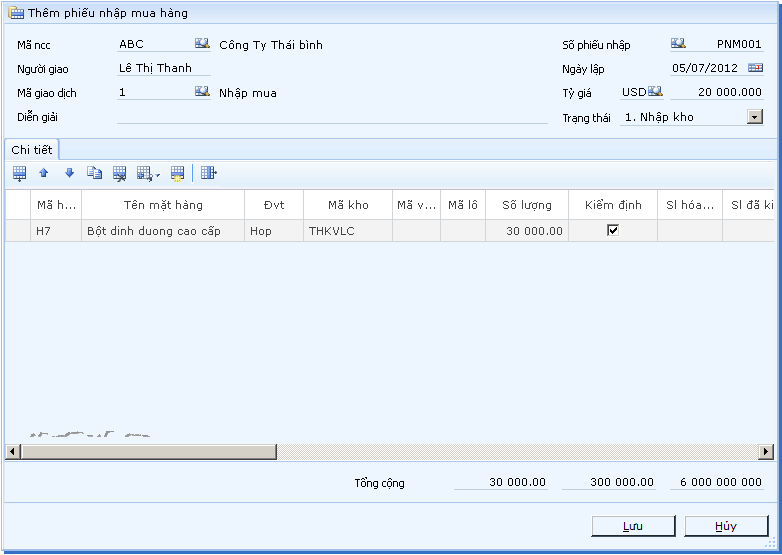 Thêm phiếu nhập mua hàng
Mã ncc ABC Công Ty Thái bình Số phiếu nhập PNM001
Người giao Lê Thị Thanh Ngày lập 05/07/2012
Mã giao dịch 1 Nhập mua Tỷ giá USD 20 000.000
Diễn giải Trạng thái 1. Nhập kho
Chi tiết
Mã h... Tên mặt hàng Đvt Mã kho Mã v... Mã lô Số lượng Kiểm định Sl hóa... Sl đã ki
H7 Bột dinh duong cao cấp Hop THKVLC 30 000.00
Tổng cộng 30 000.00 300 000.00 6 000 000 000
Lưu Hủy